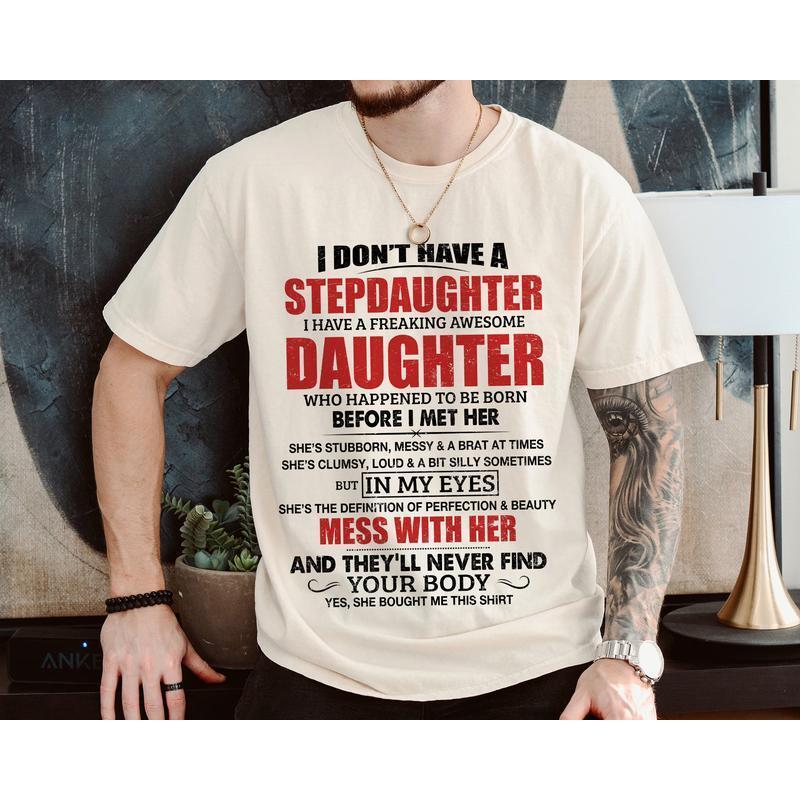 I DON'T HAVE A
STEPDAUGHTER
I HAVE A FREAKING AWESOME
DAUGHTER
WHO HAPPENED TO BE BORN
BEFORE I MET HER
SHE'S STUBBORN, MESSY & A BRAT AT TIMES
SHE'S CLUMSY, LOUD & A BIT SILLY SOMETIMES
BUT IN MY EYES
SHE'S THE DEFINITION OF PERFECTION & BEAUTY
MESS WITH HER
AND THEY'LL NEVER FIND
YOUR BODY
YES, SHE BOUGHT ME THIS SHIRT
ANKE